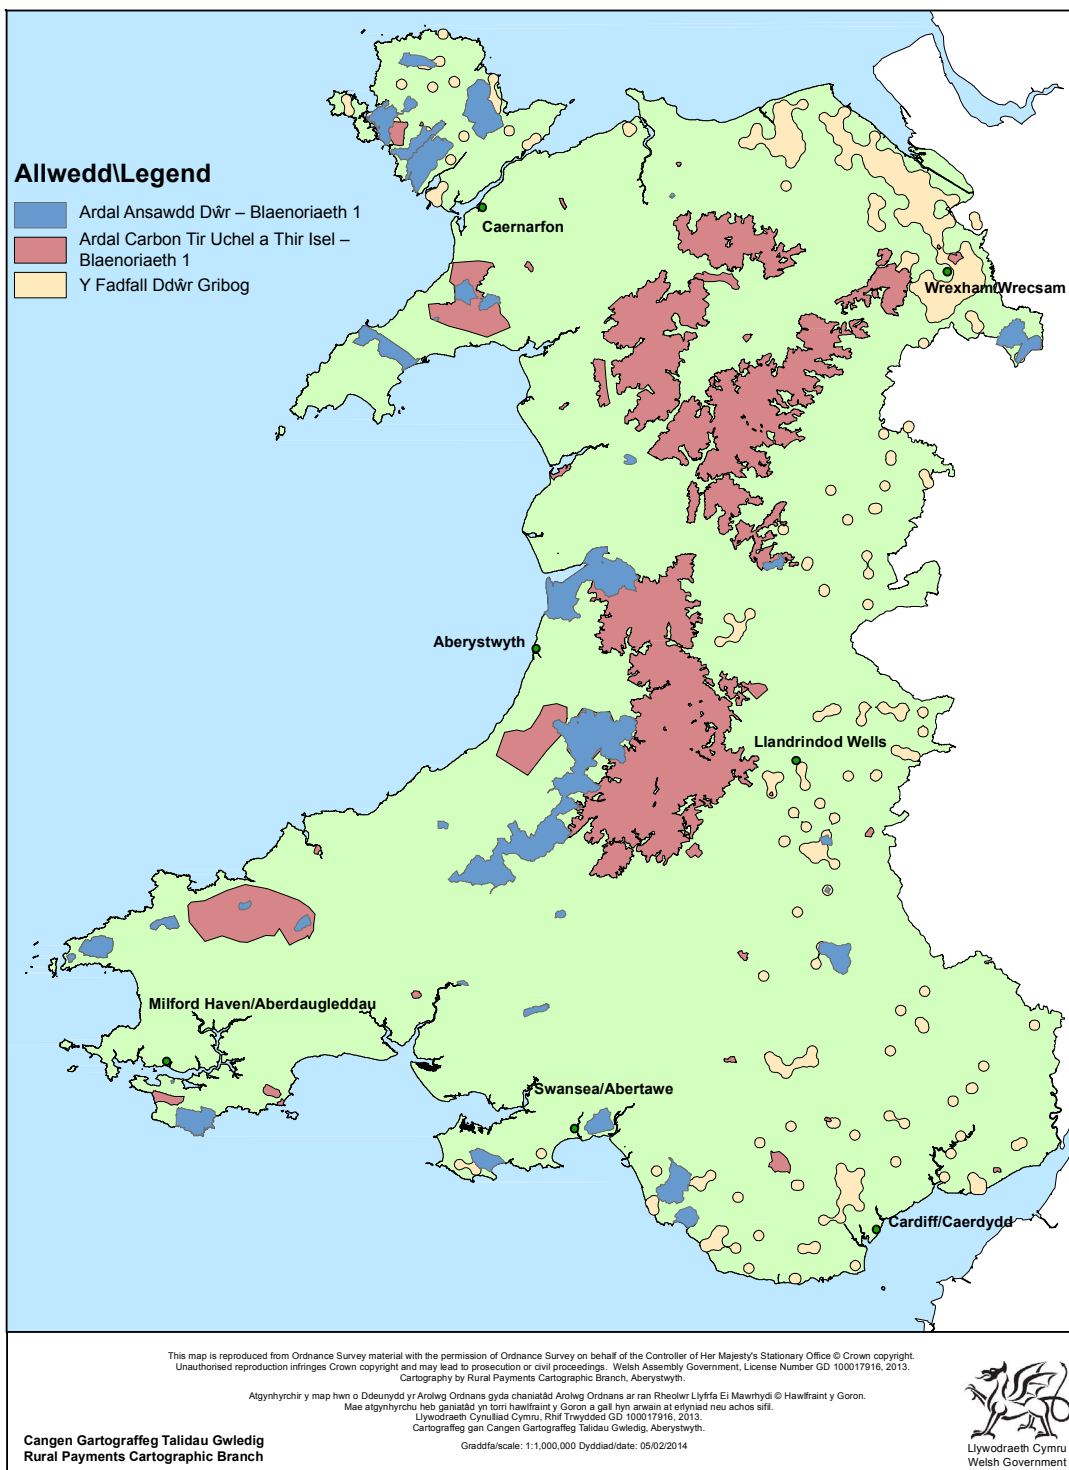 Allwedd\Legend
Ardal Ansawdd Dŵr – Blaenoriaeth 1
Ardal Carbon Tir Uchel a Thir Isel –
Blaenoriaeth 1
Y Fadfall Ddŵr Gribog
Caernarfon
Wrexham/Wrecsam
Aberystwyth
Llandrindod Wells
Milford Haven/Aberdaugleddau
Swansea/Abertawe
Cardiff/Caerdydd
This map is reproduced from Ordnance Survey material with the permission of Ordnance Survey on behalf of the Controller of Her Majesty's Stationary Office © Crown copyright.
Unauthorised reproduction infringes Crown copyright and may lead to prosecution or civil proceedings. Welsh Assembly Government, License Number GD 100017916, 2013.
Cartography by Rural Payments Cartographic Branch, Aberystwyth.
Atgynhyrchir y map hwn o Ddeunydd yr Arolwg Ordnans gyda chaniatâd Arolwg Ordnans ar ran Rheolwr Llyfrfa Ei Mawrhydi © Hawlfraint y Goron.
Mae atgynhyrchu heb ganiatâd yn torri hawlfraint y Goron a gall hyn arwain at erlyniad neu achos sifil.
Llywodraeth Cynulliad Cymru, Rhif Trwydded GD 100017916, 2013.
Cartograffeg gan Cangen Gartograffeg Talidau Gwledig, Aberystwyth.
Graddfa/scale: 1:1,000,000 Dyddiad/date: 05/02/2014
Cangen Gartograffeg Talidau Gwledig
Rural Payments Cartographic Branch
Llywodraeth Cymru
Welsh Government